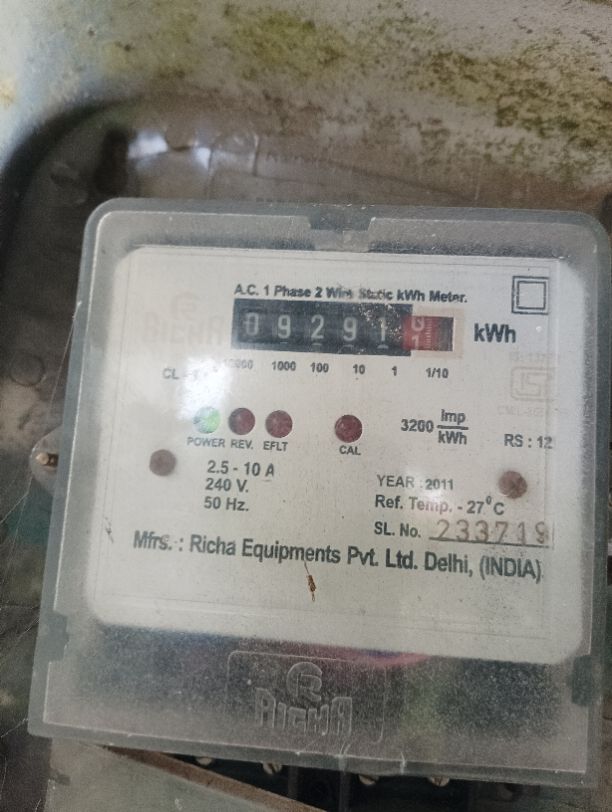 A.C. 1 Phase 2 Wire Static kWh Meter.
0 9 2 9 1 kWh
10000 1000 100 10 1 1/10
CL
POWER REV. EFLT CAL
3200 Imp/kWh
RS : 12
2.5 - 10 A
240 V.
50 Hz.
YEAR : 2011
Ref. Temp. - 27°C
SL. No. 233719
Mfrs. : Richa Equipments Pvt. Ltd. Delhi, (INDIA)
RICHA